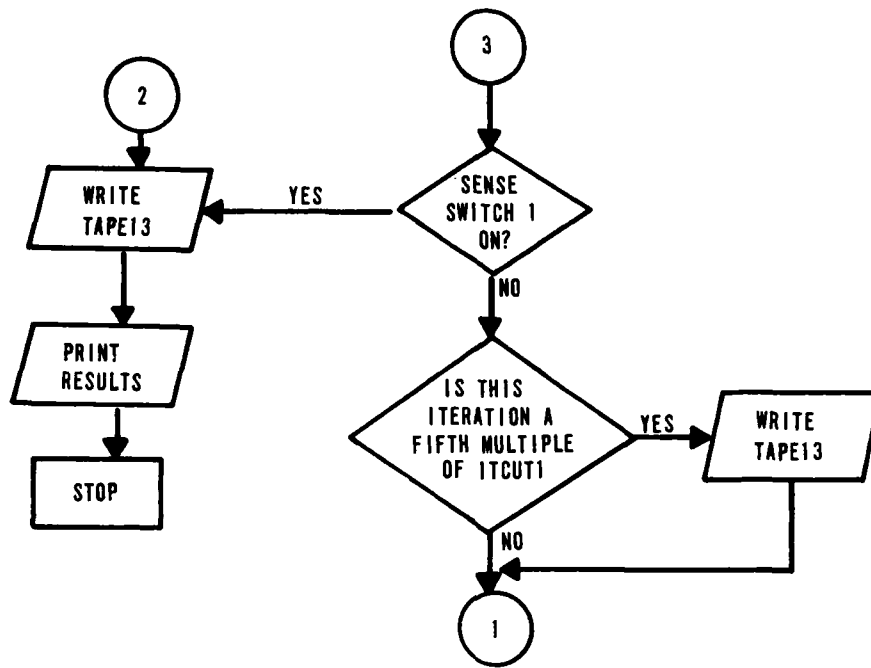 3
2
SENSE
SWITCH 1
ON?
YES
WRITE
TAPE13
NO
PRINT
RESULTS
IS THIS
ITERATION A
FIFTH MULTIPLE
OF ITCUT1
YES
WRITE
TAPE13
STOP
NO
1